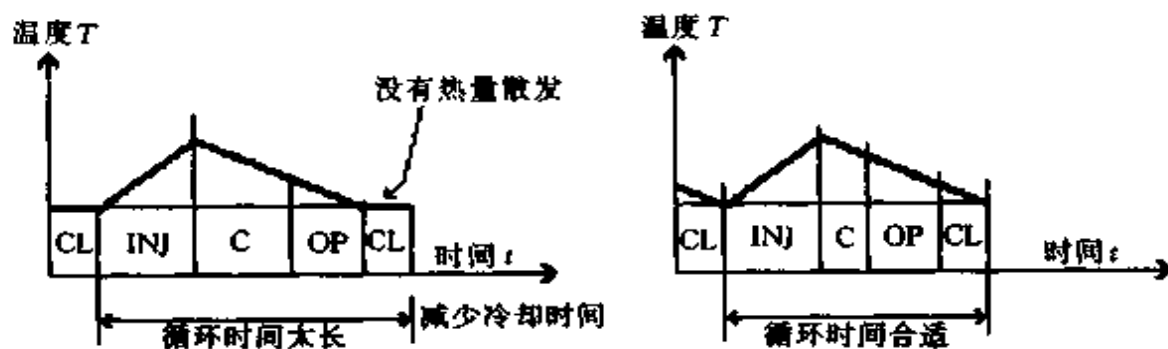 温度T
没有热量散发
CL INJ C OP CL
时间t
循环时间太长
减少冷却时间
温度T
CL INJ C OP CL
时间t
循环时间合适